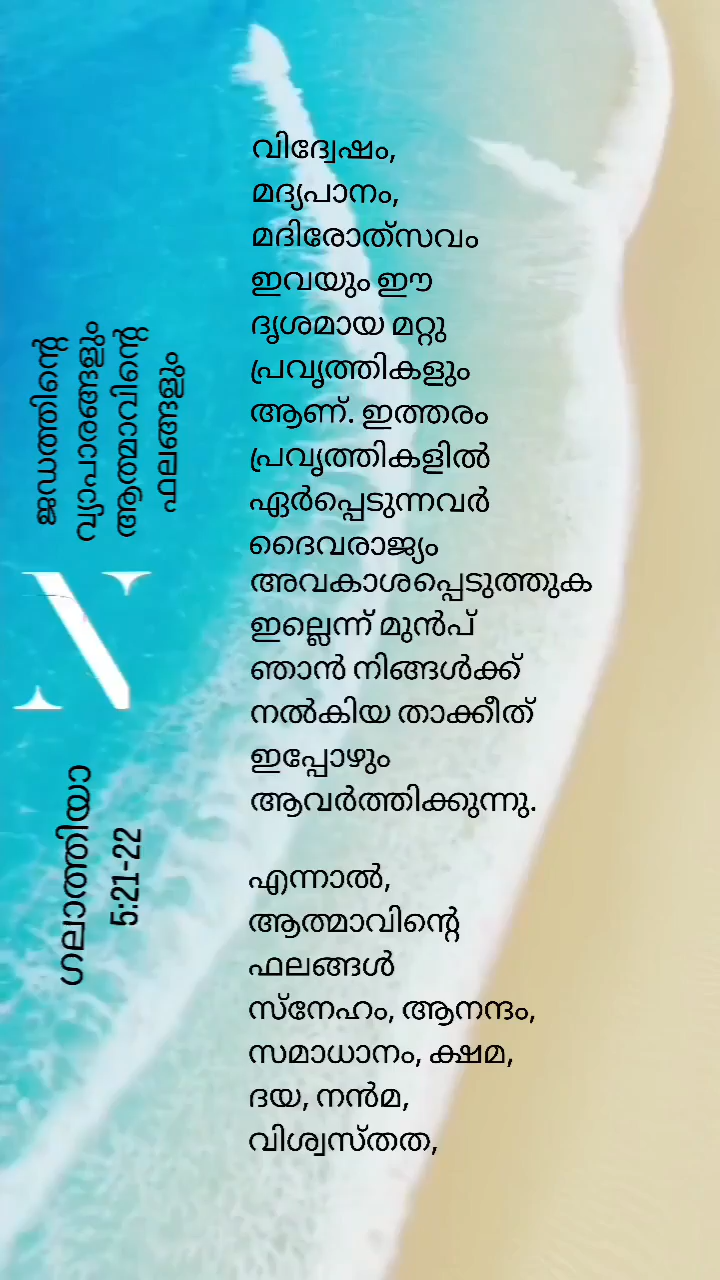 ജഡത്തിന്റെ
വ്യാപാരങ്ങളും
ആത്മാവിന്റെ
ഫലങ്ങളും
N
ഗലാത്തിയാ
5:21-22
വിദ്വേഷം,
മദ്യപാനം,
മദിരോത്സവം
ഇവയും ഈ
ദൃശമായ മറ്റു
പ്രവൃത്തികളും
ആണ്. ഇത്തരം
പ്രവൃത്തികളിൽ
ഏർപ്പെടുന്നവർ
ദൈവരാജ്യം
അവകാശപ്പെടുത്തുക
ഇല്ലെന്ന് മുൻപ്
ഞാൻ നിങ്ങൾക്ക്
നൽകിയ താക്കീത്
ഇപ്പോഴും
ആവർത്തിക്കുന്നു.
എന്നാൽ,
ആത്മാവിന്റെ
ഫലങ്ങൾ
സ്നേഹം, ആനന്ദം,
സമാധാനം, ക്ഷമ,
ദയ, നൻമ,
വിശ്വസ്തത,